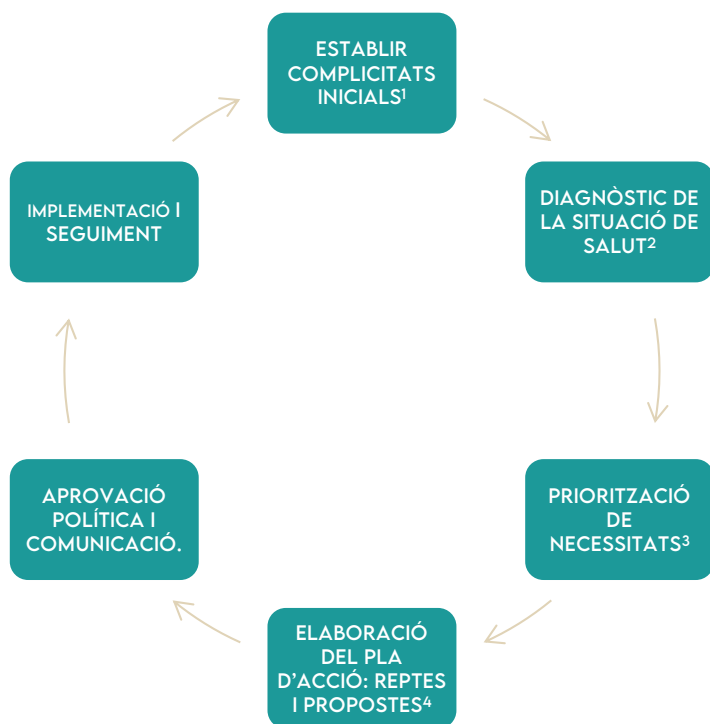 ESTABLIR
COMPLICITATS
INICIALS¹
DIAGNÒSTIC DE
LA SITUACIÓ DE
SALUT²
PRIORITZACIÓ
DE
NECESSITATS³
ELABORACIÓ
DEL PLA
D'ACCIÓ: REPTES
I PROPOSTES⁴
APROVACIÓ
POLÍTICA I
COMUNICACIÓ.
IMPLEMENTACIÓ I
SEGUIMENT